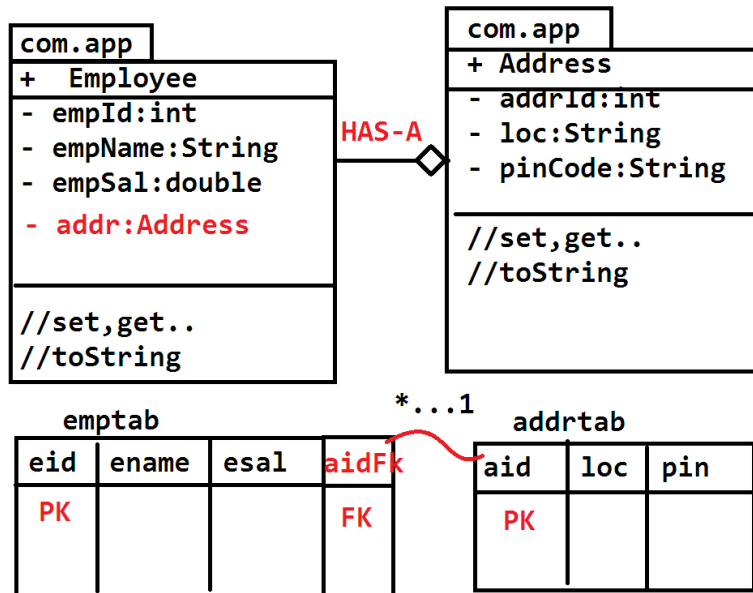 com.app
+ Employee
- empId:int
- empName:String
- empSal:double
- addr:Address
//set,get..
//toString
HAS-A
com.app
+ Address
- addrId:int
- loc:String
- pinCode:String
//set,get..
//toString
*...1
emptab
eid ename esal aidFk
PK FK
addrtab
aid loc pin
PK